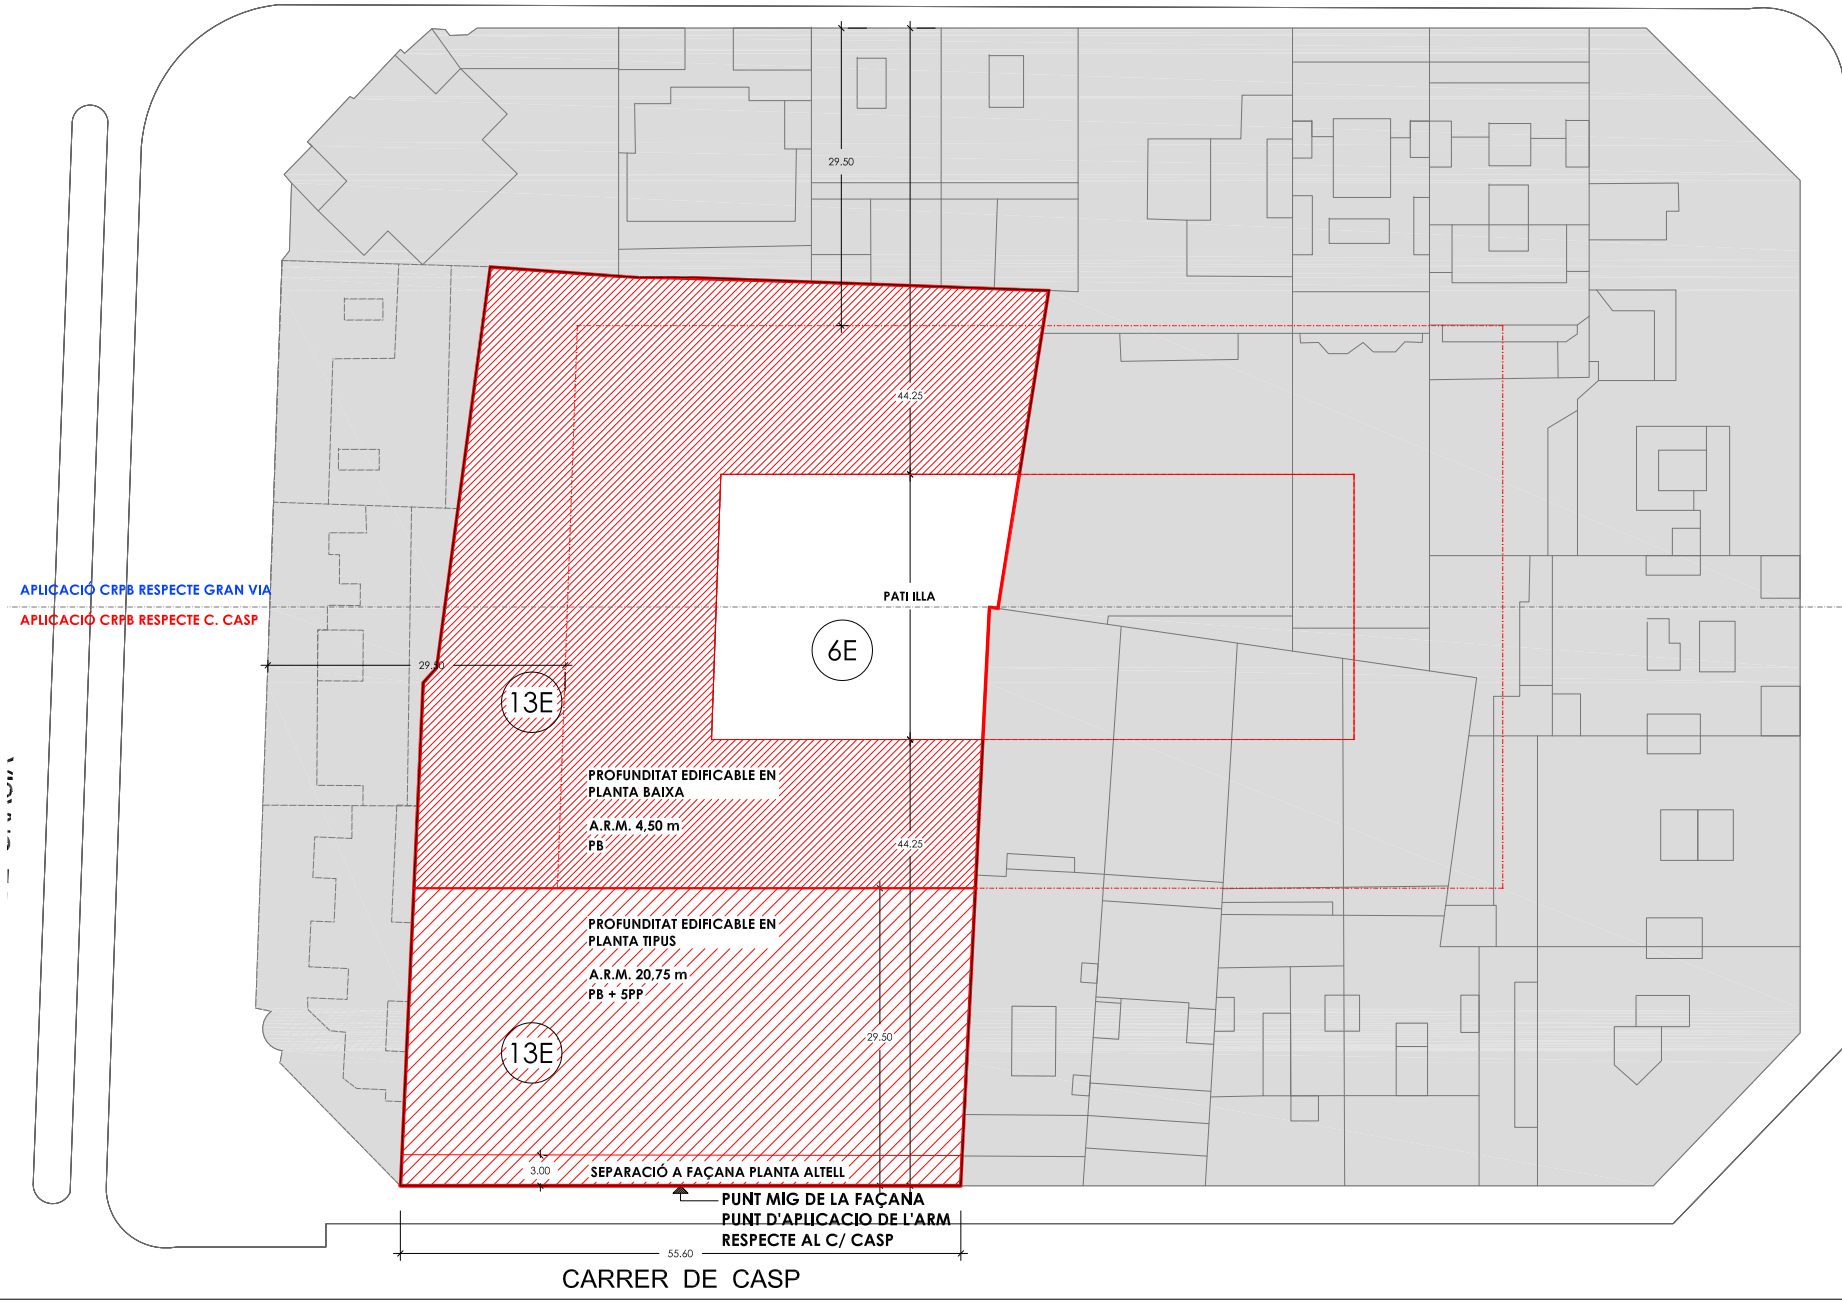 29.50
44.25
APLICACIÓ CRPB RESPECTE GRAN VIA
APLICACIÓ CRPB RESPECTE C. CASP
PATI ILLA
6E
29.50
13E
PROFUNDITAT EDIFICABLE EN
PLANTA BAIXA
A.R.M. 4,50 m
PB
44.25
PROFUNDITAT EDIFICABLE EN
PLANTA TIPUS
A.R.M. 20,75 m
PB + 5PP
29.50
13E
3.00
SEPARACIÓ A FAÇANA PLANTA ALTELL
PUNT MIG DE LA FAÇANA
PUNT D'APLICACIO DE L'ARM
RESPECTE AL C/ CASP
55.60
CARRER DE CASP